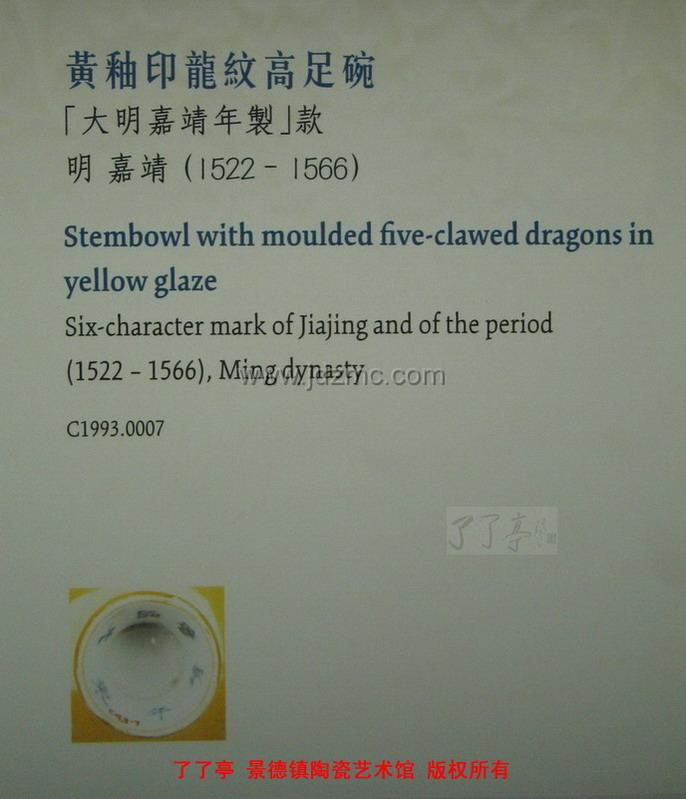 黃釉印龍紋高足碗
「大明嘉靖年製」款
明 嘉靖 (1522 - 1566)
Stembowl with moulded five-clawed dragons in
yellow glaze
Six-character mark of Jiajing and of the period
(1522 – 1566), Ming dynasty
www.jdzmc.com
C1993.0007
了了亭
了了亭 景德镇陶瓷艺术馆 版权所有